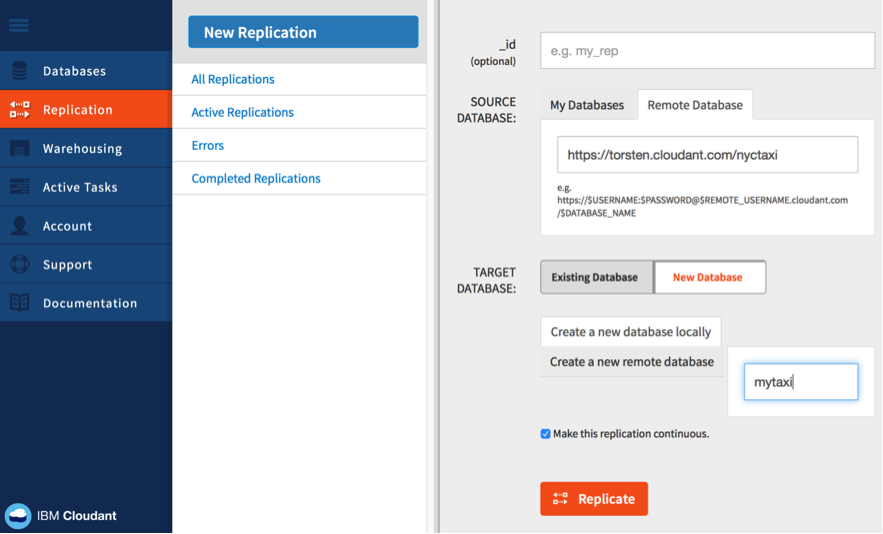 Databases
Replication
Warehousing
Active Tasks
Account
Support
Documentation
IBM Cloudant
New Replication
All Replications
Active Replications
Errors
Completed Replications
_id
(optional)
e.g. my_rep
SOURCE
DATABASE:
My Databases
Remote Database
https://torsten.cloudant.com/nyctaxi
e.g.
https://$USERNAME:$PASSWORD@$REMOTE_USERNAME.cloudant.com
/$DATABASE_NAME
TARGET
DATABASE:
Existing Database
New Database
Create a new database locally
Create a new remote database
mytaxi
Make this replication continuous.
Replicate